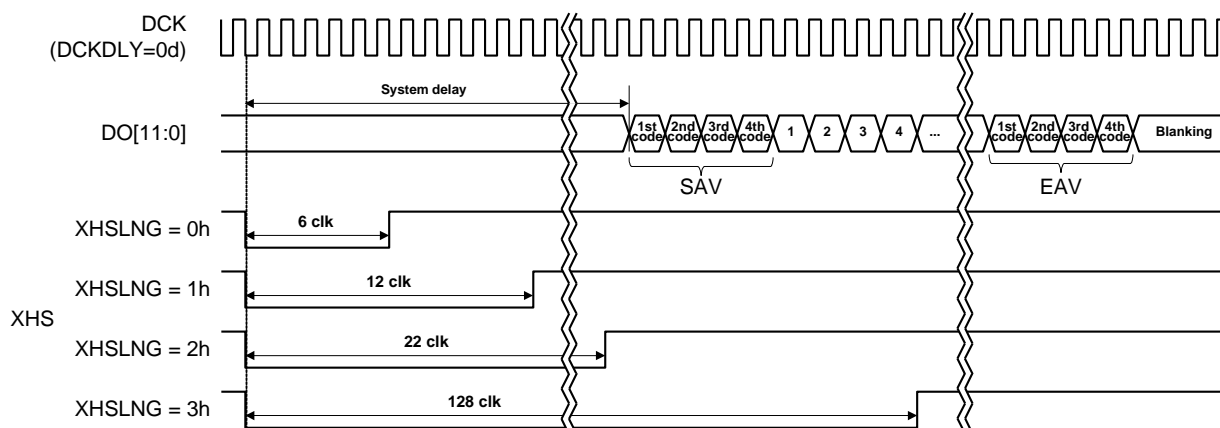 DCK
(DCKDLY=0d)
System delay
DO[11:0]
1st code 2nd code 3rd code 4th code 1 2 3 4 ... 1st code 2nd code 3rd code 4th code Blanking
SAV EAV
XHSLNG = 0h 6 clk
XHSLNG = 1h 12 clk
XHS
XHSLNG = 2h 22 clk
XHSLNG = 3h 128 clk